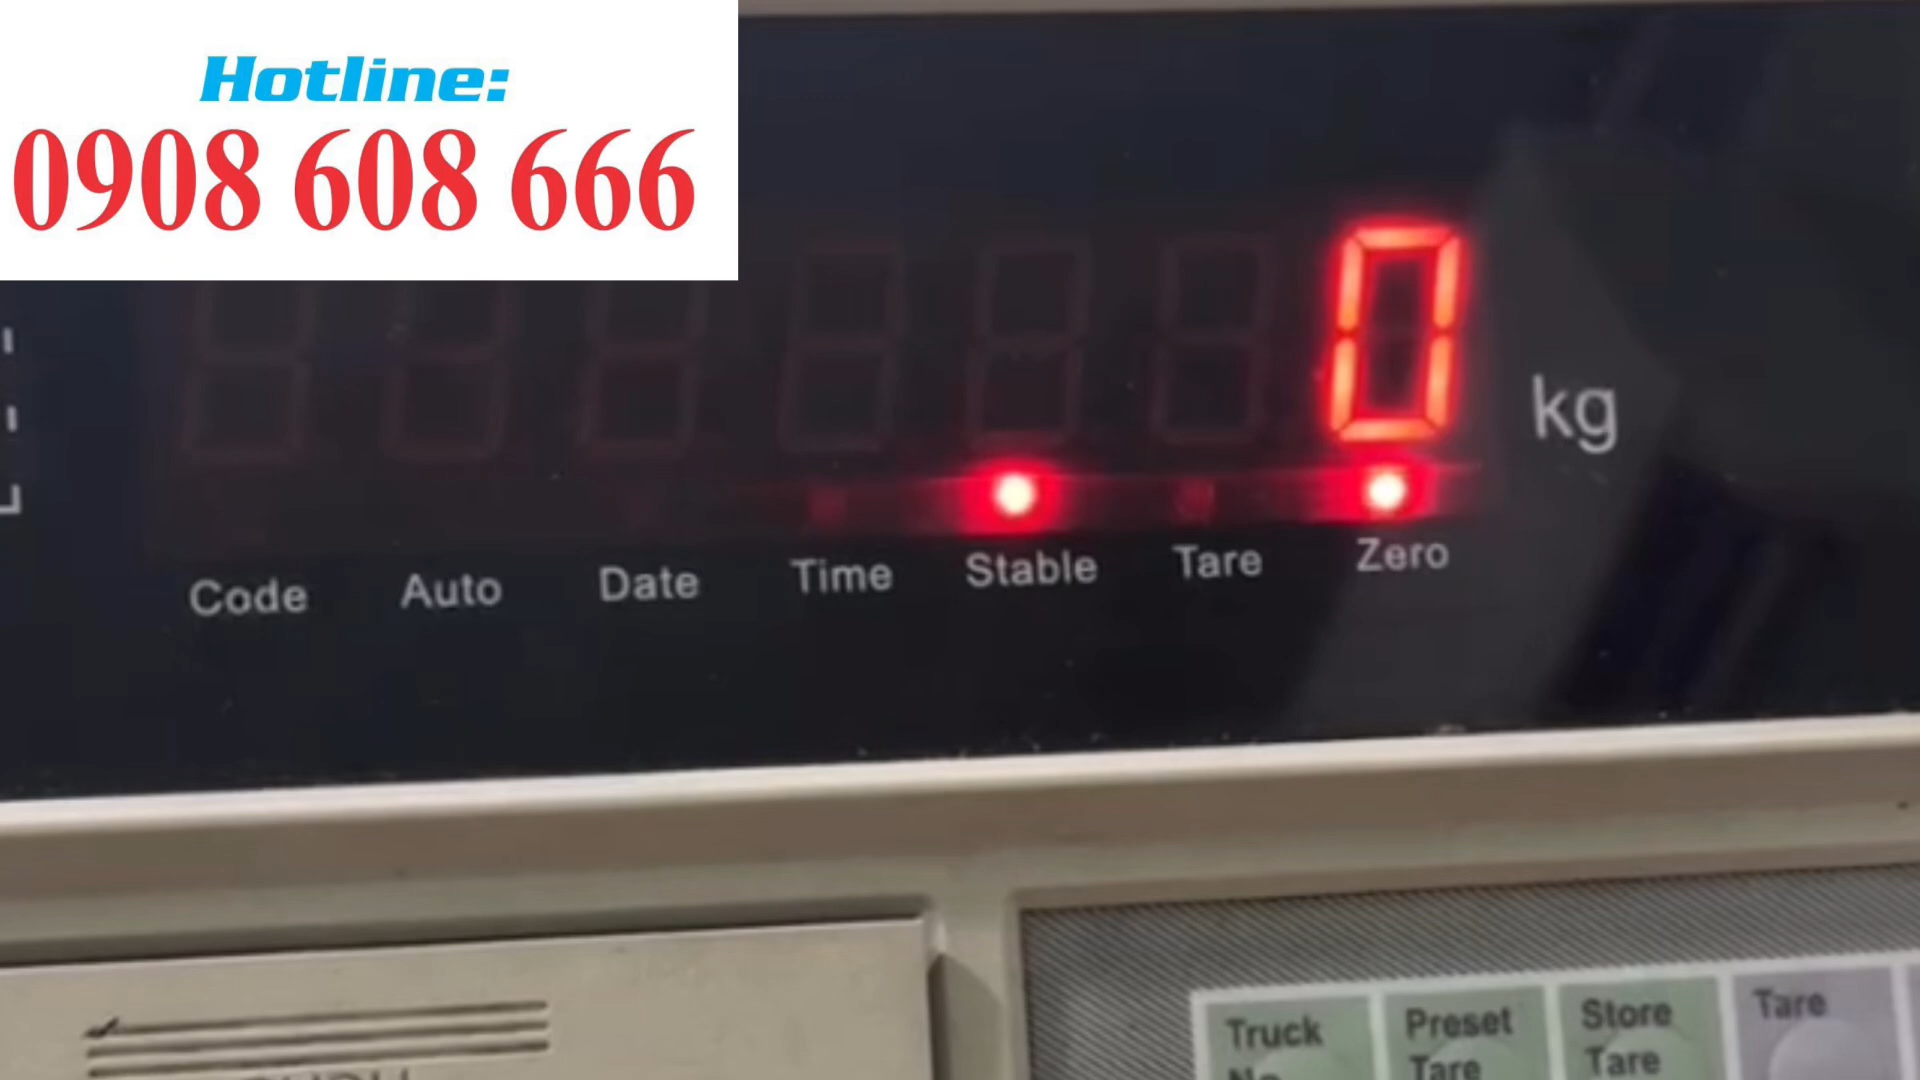 Hotline:
0908 608 666
0
kg
Code Auto Date Time Stable Tare Zero
Truck
Preset
Tare
Store
Tare
Tare